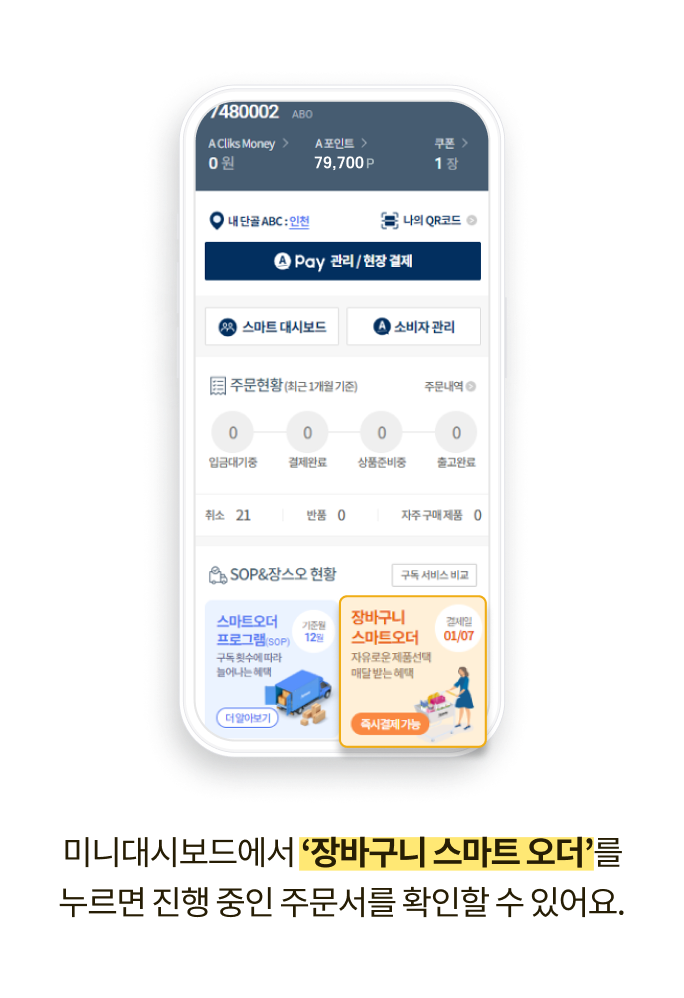 7480002 ABO
A Cliks Money > A 포인트 > 쿠폰 >
0 원 79,700 P 1 장
내 단골 ABC : 인천 나의 QR코드
A Pay 관리 / 현장 결제
스마트 대시보드 A 소비자 관리
주문현황 (최근 1개월 기준) 주문내역
0 0 0 0
입금대기중 결제완료 상품준비중 출고완료
취소 21 반품 0 자주 구매 제품 0
SOP&장스오 현황 구독 서비스 비교
스마트오더
프로그램(SOP)
기준월
12월
구독 횟수에 따라
늘어나는 혜택
더 알아보기
장바구니
스마트오더
결제일
01/07
자유로운 제품선택
매달 받는 혜택
즉시결제 가능
미니대시보드에서 ‘장바구니 스마트 오더’를
누르면 진행 중인 주문서를 확인할 수 있어요.